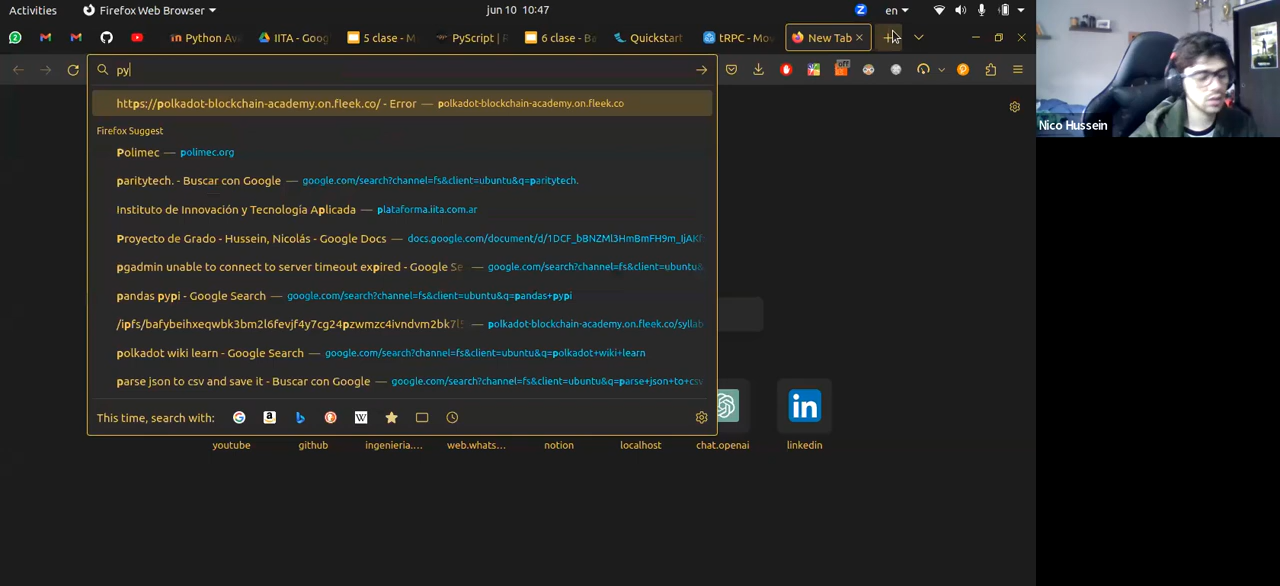 Activities
Firefox Web Browser
jun 10 10:47
en
Python Av
IITA - Goog
5 clase - M
PyScript | R
6 clase - Ba
Quickstart
tRPC - Mov
New Tab
py
https://polkadot-blockchain-academy.on.fleek.co/ - Error — polkadot-blockchain-academy.on.fleek.co
Firefox Suggest
Polimec — polimec.org
paritytech. - Buscar con Google — google.com/search?channel=fs&client=ubuntu&q=paritytech.
Instituto de Innovación y Tecnología Aplicada — plataforma.iita.com.ar
Proyecto de Grado - Hussein, Nicolás - Google Docs — docs.google.com/document/d/1DCF_bBNZMl3HmBmFH9m_IjAKf
pgadmin unable to connect to server timeout expired - Google Se — google.com/search?channel=fs&client=ubuntu&
pandas pypi - Google Search — google.com/search?channel=fs&client=ubuntu&q=pandas+pypi
/ipfs/bafybeihxeqwbk3bm2l6fevjf4y7cg24pzwmzc4ivndvm2bk7l5 — polkadot-blockchain-academy.on.fleek.co/syllab
polkadot wiki learn - Google Search — google.com/search?channel=fs&client=ubuntu&q=polkadot+wiki+learn
parse json to csv and save it - Buscar con Google — google.com/search?channel=fs&client=ubuntu&q=parse+json+to+csv
This time, search with:
youtube
github
ingenieria....
web.whats...
notion
localhost
chat.openai
linkedin
Nico Hussein